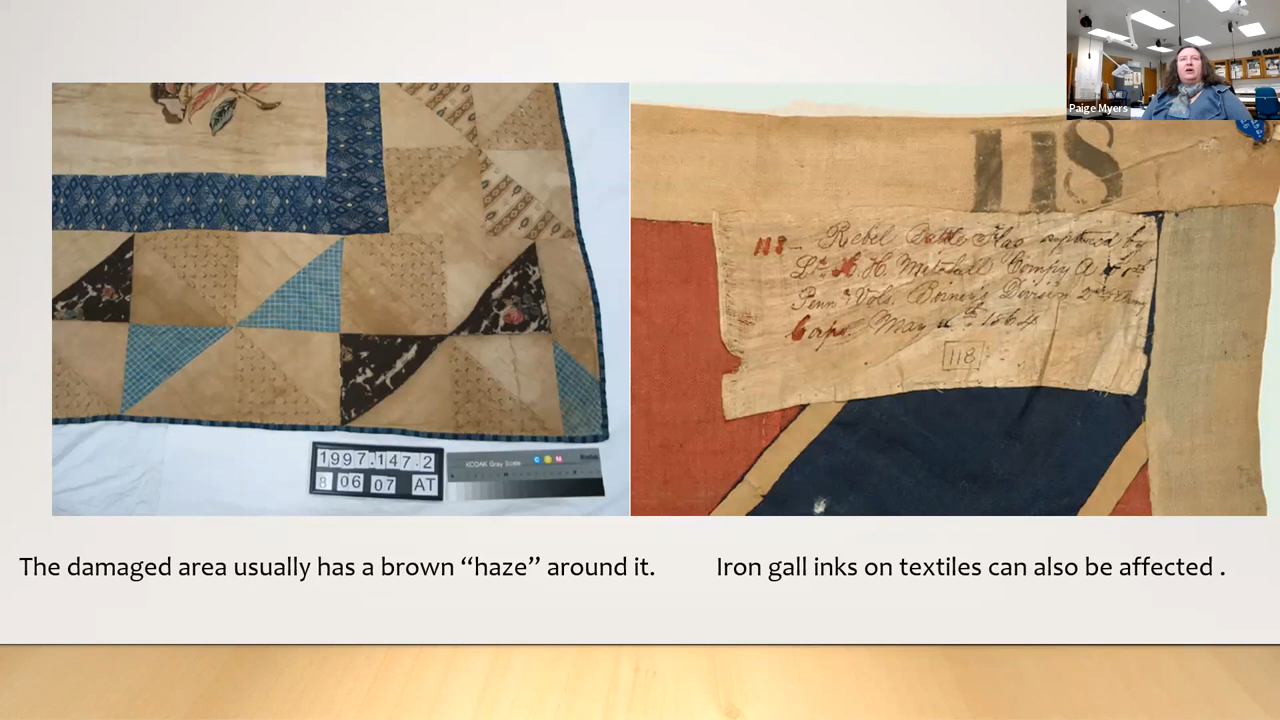 Paige Myers
118
118 — Rebel Battle Flag captured by
Lt. H. H. Mitchell Compy A
Penn'a Vols. Birney's Division 2nd Army
Corps. May 1864
118
1997.147.2
8 06 07 AT
KODAK Gray Scale C Y M Kodak
The damaged area usually has a brown “haze” around it.
Iron gall inks on textiles can also be affected .